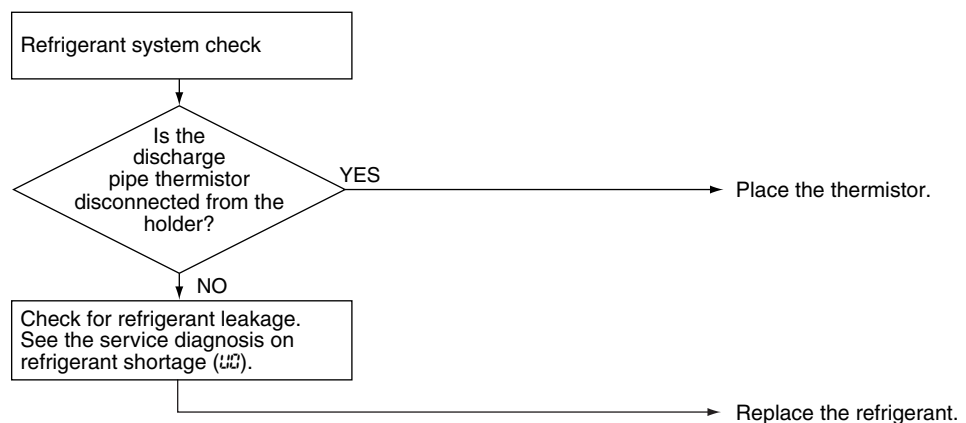 Refrigerant system check
Is the
discharge
pipe thermistor
disconnected from the
holder?
YES
Place the thermistor.
NO
Check for refrigerant leakage.
See the service diagnosis on
refrigerant shortage (U0).
Replace the refrigerant.